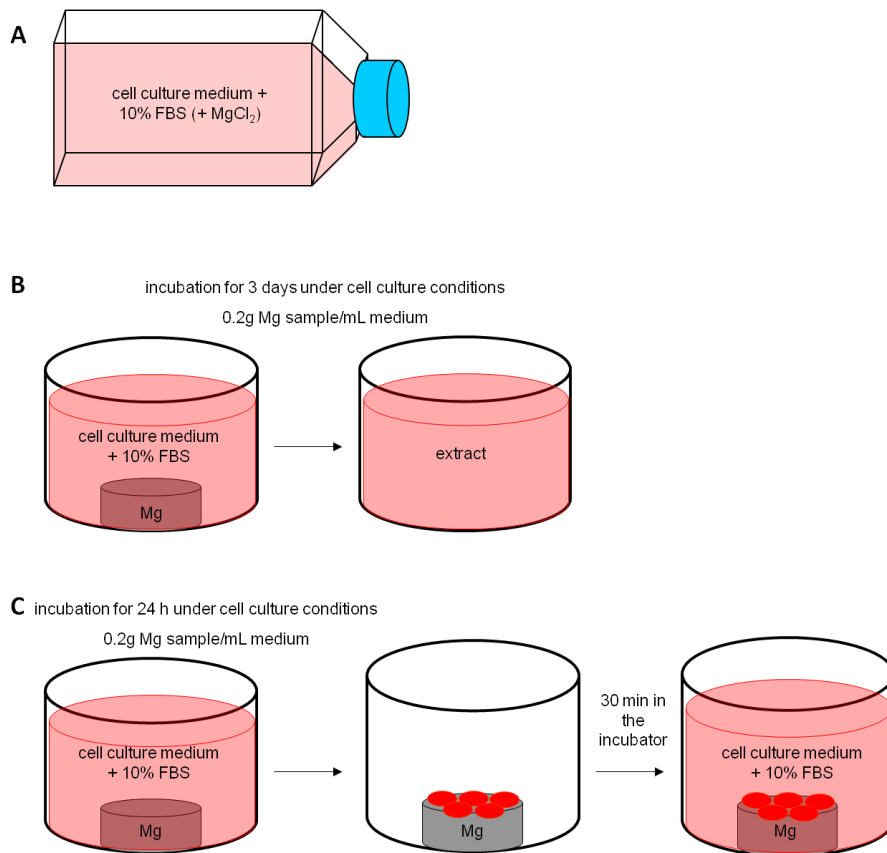 A
cell culture medium +
10% FBS (+ MgCl₂)
B
incubation for 3 days under cell culture conditions
0.2g Mg sample/mL medium
cell culture medium
+ 10% FBS
Mg
extract
C incubation for 24 h under cell culture conditions
0.2g Mg sample/mL medium
cell culture medium
+ 10% FBS
Mg
Mg
30 min in
the
incubator
cell culture medium
+ 10% FBS
Mg